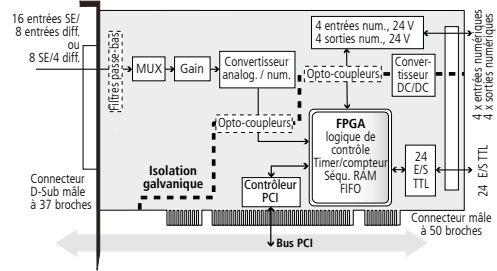 16 entrées SE/
8 entrées diff.
ou
8 SE/4 diff.
Filtres passe-bas
MUX
Gain
Convertisseur
analog. / num.
4 entrées num., 24 V
4 sorties num., 24 V
Opto-coupleurs
Conver-
tisseur
DC/DC
4 x entrées numériques
4 x sorties numériques
Opto-coupleurs
FPGA
logique de
contrôle
Timer/compteur
Séqu. RAM
FIFO
24
E/S
TTL
24 E/S TTL
Isolation
galvanique
Contrôleur
PCI
Connecteur
D-Sub mâle
à 37 broches
Connecteur mâle
à 50 broches
Bus PCI